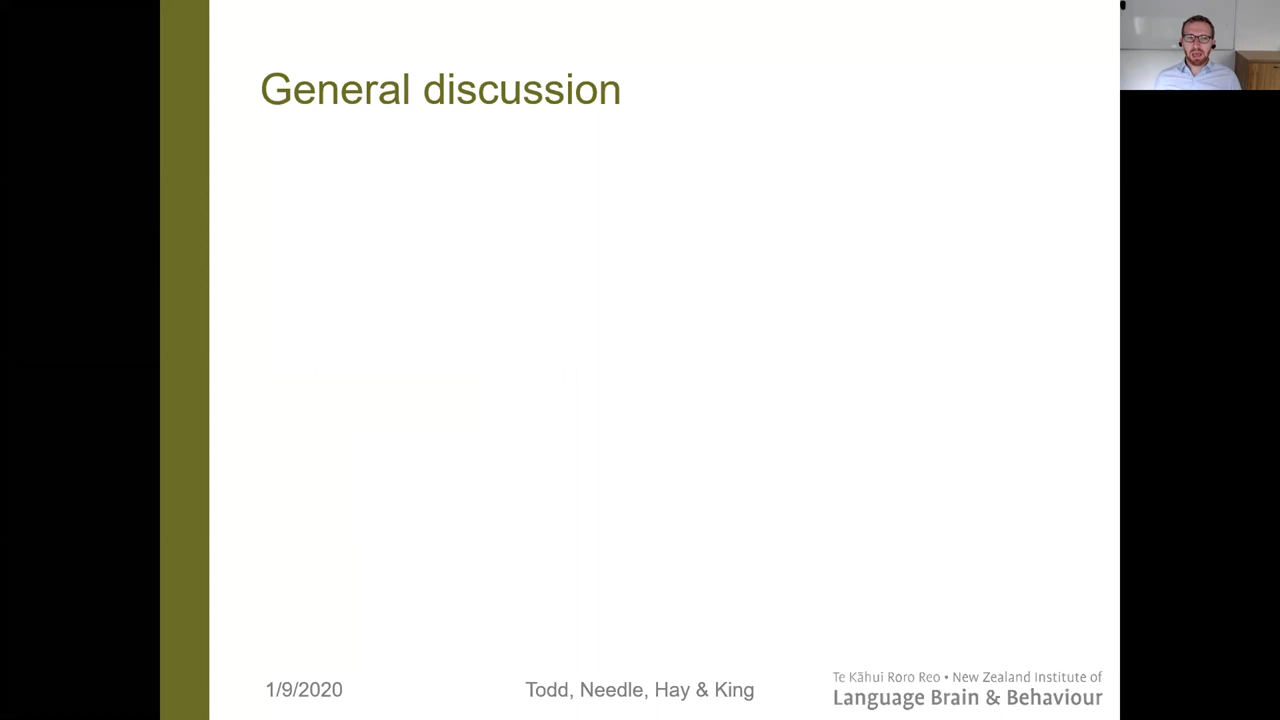 General discussion
1/9/2020
Todd, Needle, Hay & King
Te Kāhui Roro Reo • New Zealand Institute of
Language Brain & Behaviour